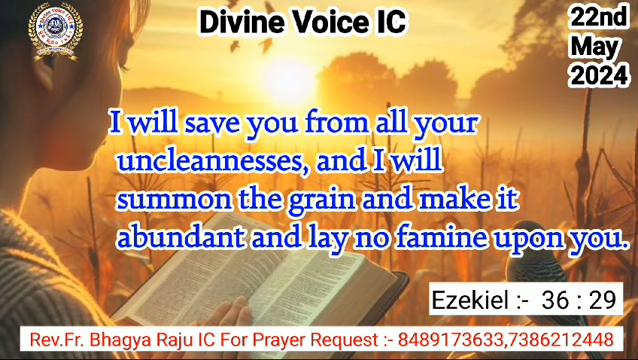 Divine Voice IC
22nd
May
2024
I will save you from all your
uncleannesses, and I will
summon the grain and make it
abundant and lay no famine upon you.
Ezekiel :- 36 : 29
Rev.Fr. Bhagya Raju IC For Prayer Request :- 8489173633,7386212448